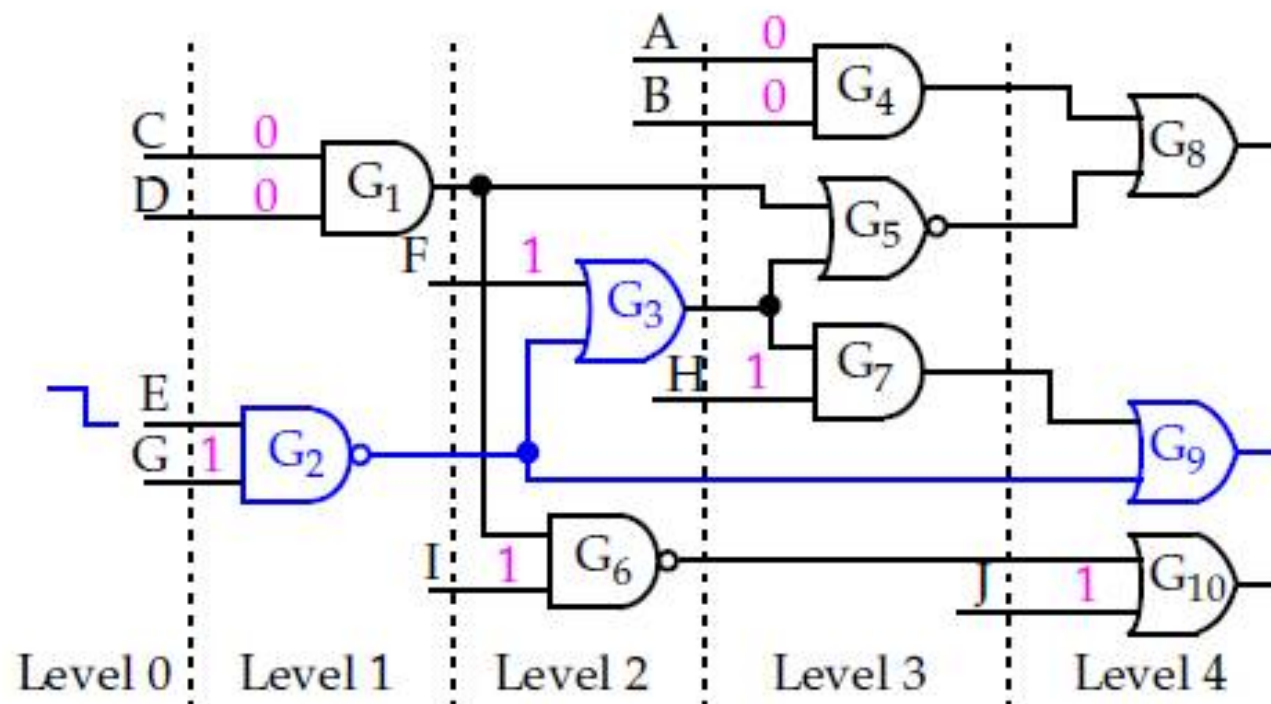 A 0
B 0
G4
G8
C 0
D 0
G1
G5
F 1
G3
H 1
G7
E
G 1
G2
G9
I 1
G6
J 1
G10
Level 0 Level 1 Level 2 Level 3 Level 4